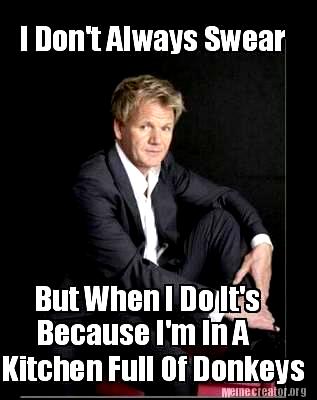 I Don't Always Swear
But When I Do It's
Because I'm In A
Kitchen Full Of Donkeys
Memecreator.org